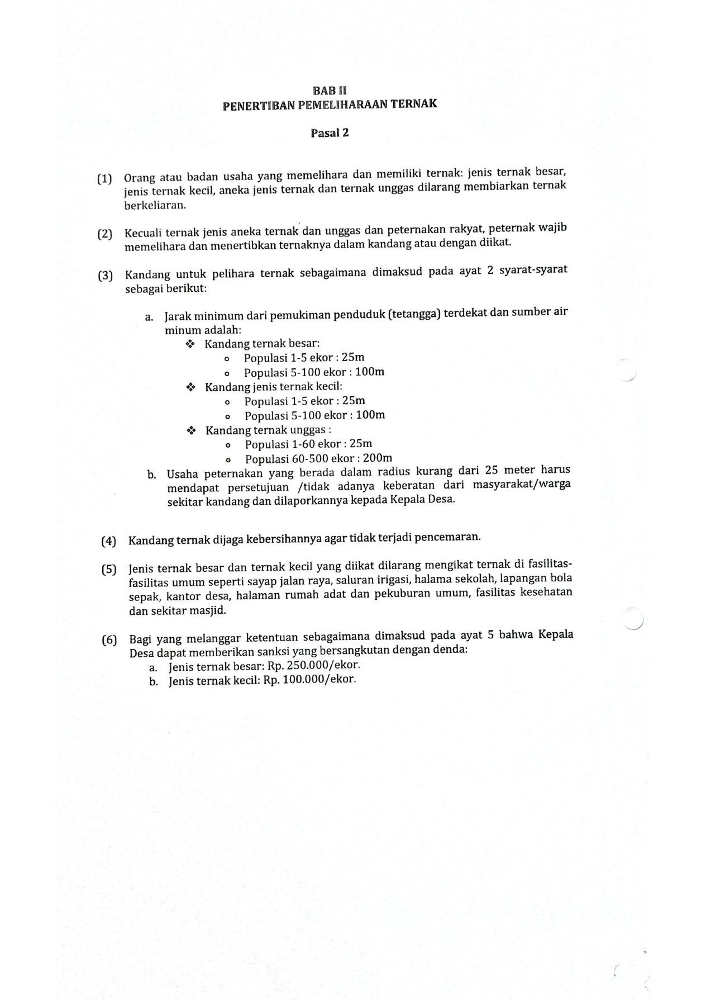 BAB II
PENERTIBAN PEMELIHARAAN TERNAK
Pasal 2
(1) Orang atau badan usaha yang memelihara dan memiliki ternak: jenis ternak besar,
jenis ternak kecil, aneka jenis ternak dan ternak unggas dilarang membiarkan ternak
berkeliaran.
(2) Kecuali ternak jenis aneka ternak dan unggas dan peternakan rakyat, peternak wajib
memelihara dan menertibkan ternaknya dalam kandang atau dengan diikat.
(3) Kandang untuk pelihara ternak sebagaimana dimaksud pada ayat 2 syarat-syarat
sebagai berikut:
a. Jarak minimum dari pemukiman penduduk (tetangga) terdekat dan sumber air
minum adalah:
❖ Kandang ternak besar:
o Populasi 1-5 ekor : 25m
o Populasi 5-100 ekor : 100m
❖ Kandang jenis ternak kecil:
o Populasi 1-5 ekor : 25m
o Populasi 5-100 ekor : 100m
❖ Kandang ternak unggas :
o Populasi 1-60 ekor : 25m
o Populasi 60-500 ekor : 200m
b. Usaha peternakan yang berada dalam radius kurang dari 25 meter harus
mendapat persetujuan /tidak adanya keberatan dari masyarakat/warga
sekitar kandang dan dilaporkannya kepada Kepala Desa.
(4) Kandang ternak dijaga kebersihannya agar tidak terjadi pencemaran.
(5) Jenis ternak besar dan ternak kecil yang diikat dilarang mengikat ternak di fasilitas-
fasilitas umum seperti sayap jalan raya, saluran irigasi, halama sekolah, lapangan bola
sepak, kantor desa, halaman rumah adat dan pekuburan umum, fasilitas kesehatan
dan sekitar masjid.
(6) Bagi yang melanggar ketentuan sebagaimana dimaksud pada ayat 5 bahwa Kepala
Desa dapat memberikan sanksi yang bersangkutan dengan denda:
a. Jenis ternak besar: Rp. 250.000/ekor.
b. Jenis ternak kecil: Rp. 100.000/ekor.